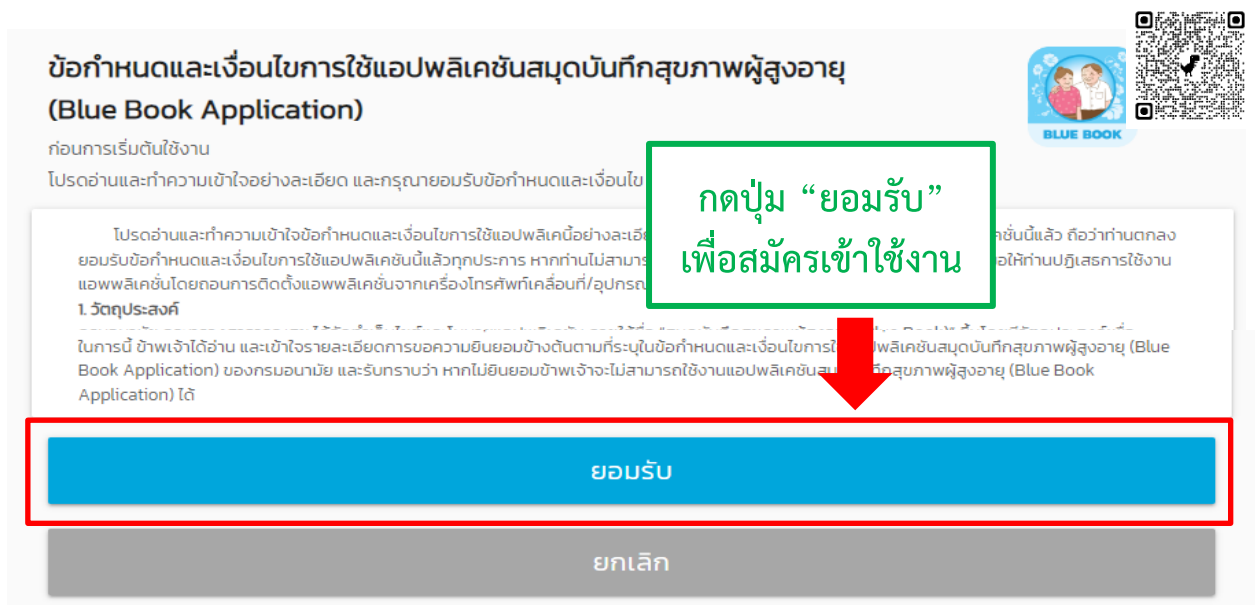 ข้อกำหนดและเงื่อนไขการใช้แอปพลิเคชันสมุดบันทึกสุขภาพผู้สูงอายุ
(Blue Book Application)
BLUE BOOK
ก่อนการเริ่มต้นใช้งาน
โปรดอ่านและทำความเข้าใจอย่างละเอียด และกรุณายอมรับข้อกำหนดและเงื่อนไข
กดปุ่ม “ยอมรับ”
เพื่อสมัครเข้าใช้งาน
โปรดอ่านและทำความเข้าใจข้อกำหนดและเงื่อนไขการใช้แอปพลิเคนี้อย่างละเอีย คชั่นนี้แล้ว ถือว่าท่านตกลง
ยอมรับข้อกำหนดและเงื่อนไขการใช้แอปพลิเคชันนี้แล้วทุกประการ หากท่านไม่สามาร ขอให้ท่านปฏิเสธการใช้งาน
แอพพลิเคชั่นโดยถอนการติดตั้งแอพพลิเคชั่นจากเครื่องโทรศัพท์เคลื่อนที่/อุปกรณ
1. วัตถุประสงค์
ในการนี้ ข้าพเจ้าได้อ่าน และเข้าใจรายละเอียดการขอความยินยอมข้างต้นตามที่ระบุในข้อกำหนดและเงื่อนไขการใ ปพลิเคชันสมุดบันทึกสุขภาพผู้สูงอายุ (Blue
Book Application) ของกรมอนามัย และรับทราบว่า หากไม่ยินยอมข้าพเจ้าจะไม่สามารถใช้งานแอปพลิเคชันสมุ ทึกสุขภาพผู้สูงอายุ (Blue Book
Application) ได้
ยอมรับ
ยกเลิก